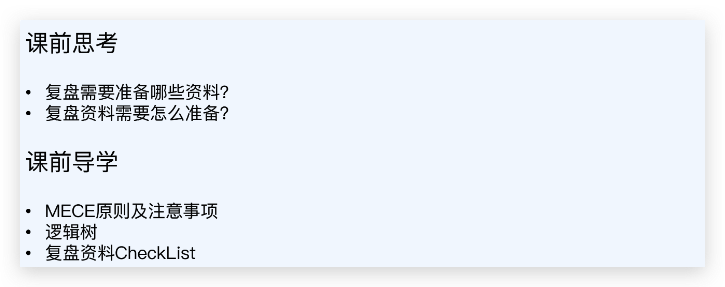 课前思考
• 复盘需要准备哪些资料?
• 复盘资料需要怎么准备?
课前导学
• MECE原则及注意事项
• 逻辑树
• 复盘资料CheckList